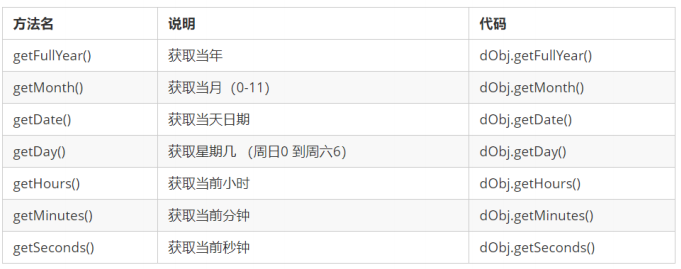 方法名 说明 代码
getFullYear() 获取当年 dObj.getFullYear()
getMonth() 获取当月（0-11） dObj.getMonth()
getDate() 获取当天日期 dObj.getDate()
getDay() 获取星期几 （周日0 到周六6） dObj.getDay()
getHours() 获取当前小时 dObj.getHours()
getMinutes() 获取当前分钟 dObj.getMinutes()
getSeconds() 获取当前秒钟 dObj.getSeconds()